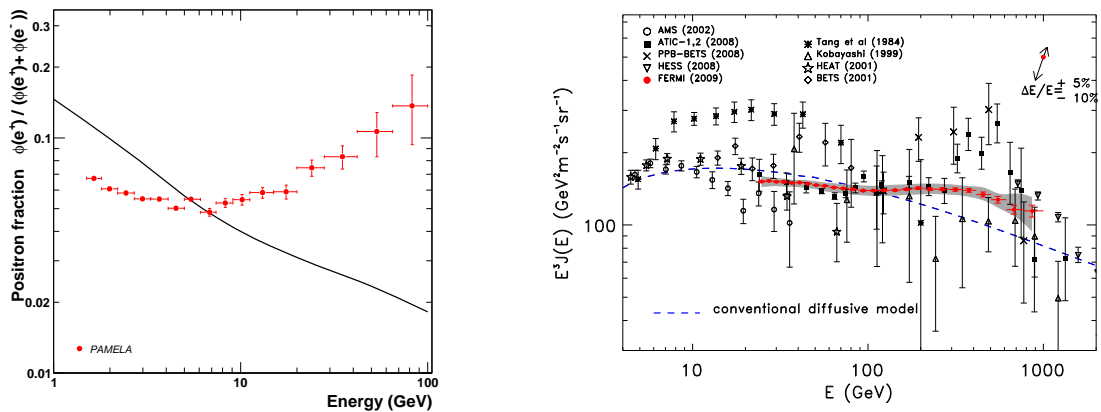 Positron fraction φ(e⁺) / (φ(e⁺)+ φ(e⁻))
0.3
0.2
0.1
0.02
0.01
PAMELA
1
10
100
Energy (GeV)
AMS (2002)
ATIC-1,2 (2008)
PPB-BETS (2008)
HESS (2008)
FERMI (2009)
Tang et al (1984)
Kobayashi (1999)
HEAT (2001)
BETS (2001)
ΔE/E=+ 5%
− 10%
E³J(E) (GeV²m⁻²s⁻¹sr⁻¹)
100
conventional diffusive model
10
100
1000
E (GeV)